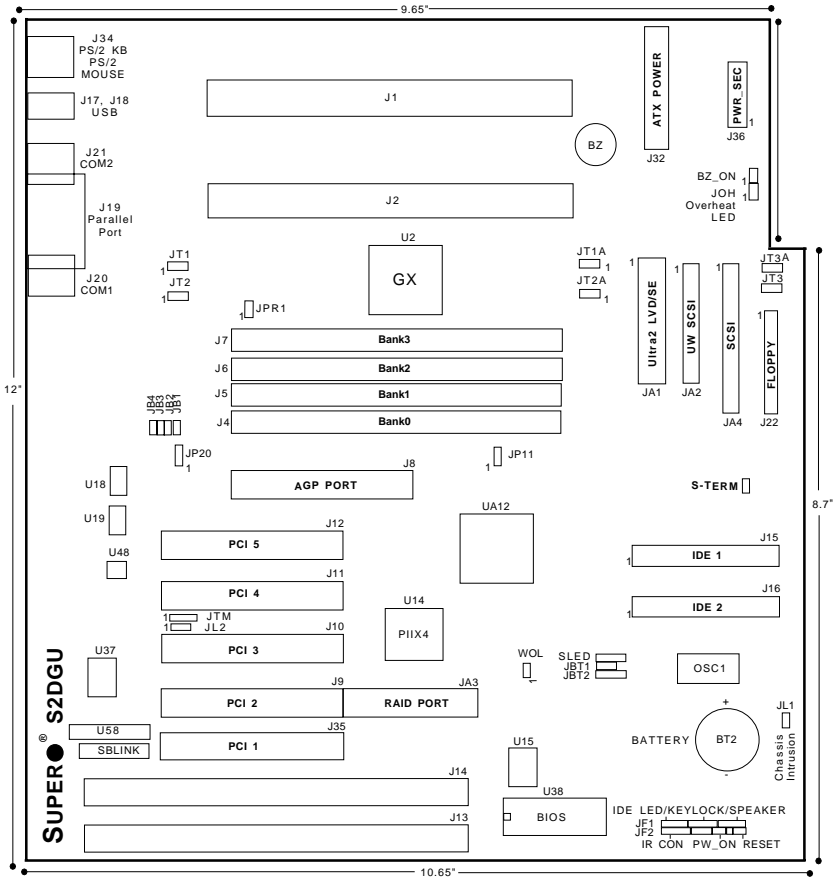 9.65"
J34
PS/2 KB
PS/2
MOUSE
J17, J18
USB
J21
COM2
J19
Parallel
Port
J20
COM1
J1
J2
BZ
ATX POWER
J32
PWR_SEC
1
J36
BZ_ON
1
JOH
1
Overheat
LED
JT1
1
JT2
1
U2
GX
JT1A
1
JT2A
1
JPR1
1
1
Ultra2 LVD/SE
JA1
1
UW SCSI
JA2
1
SCSI
JA4
JT3A
JT3
1
FLOPPY
J22
J7
Bank3
J6
Bank2
J5
Bank1
J4
Bank0
12"
8.7"
JB4
JB3
JB2
JB1
JP20
1
JP11
1
J8
AGP PORT
S-TERM
U18
U19
U48
UA12
J12
PCI 5
J15
1
IDE 1
J11
PCI 4
J16
1
IDE 2
1
JTM
1
JL2
U14
PIIX4
J10
PCI 3
U37
WOL
1
SLED
JBT1
JBT2
OSC1
J9
PCI 2
JA3
RAID PORT
J35
PCI 1
U58
SBLINK
BATTERY
+
BT2
-
JL1
Chassis
Intrusion
U15
J14
J13
U38
BIOS
IDE LED/KEYLOCK/SPEAKER
JF1
JF2
IR CON
PW_ON
RESET
SUPER® S2DGU
10.65"